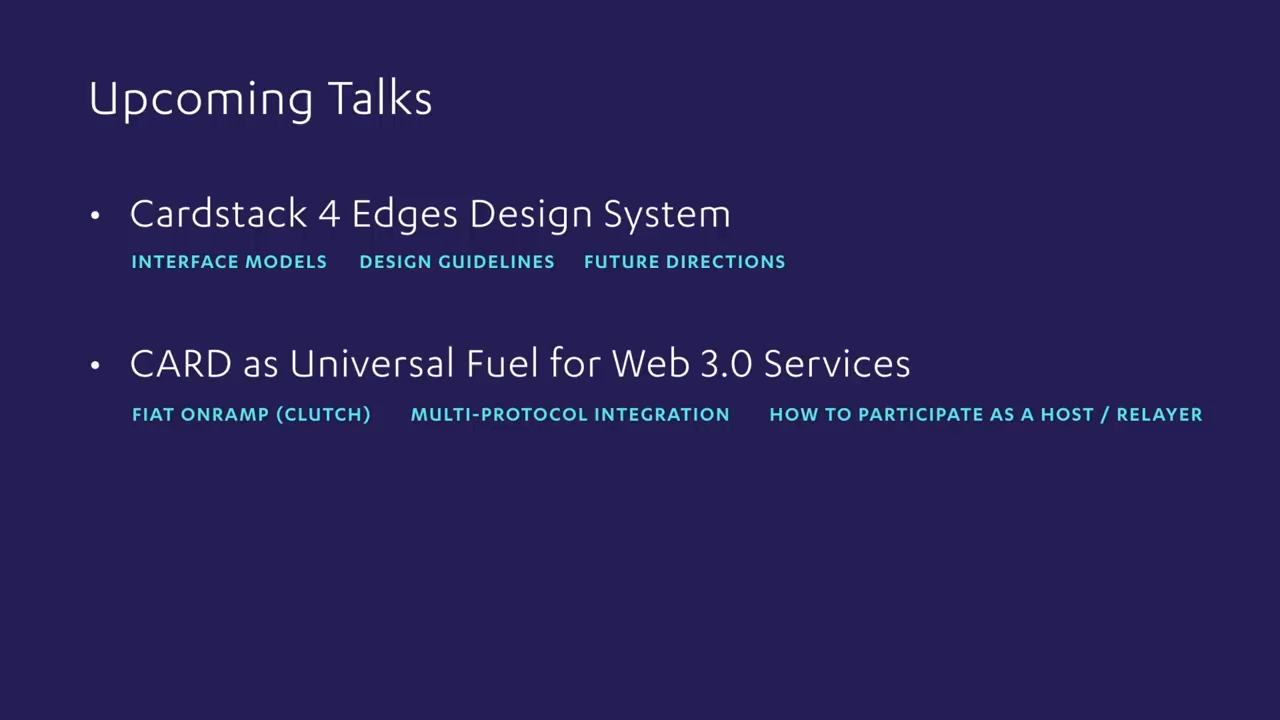 Upcoming Talks
• Cardstack 4 Edges Design System
INTERFACE MODELS DESIGN GUIDELINES FUTURE DIRECTIONS
• CARD as Universal Fuel for Web 3.0 Services
FIAT ONRAMP (CLUTCH) MULTI-PROTOCOL INTEGRATION HOW TO PARTICIPATE AS A HOST / RELAYER